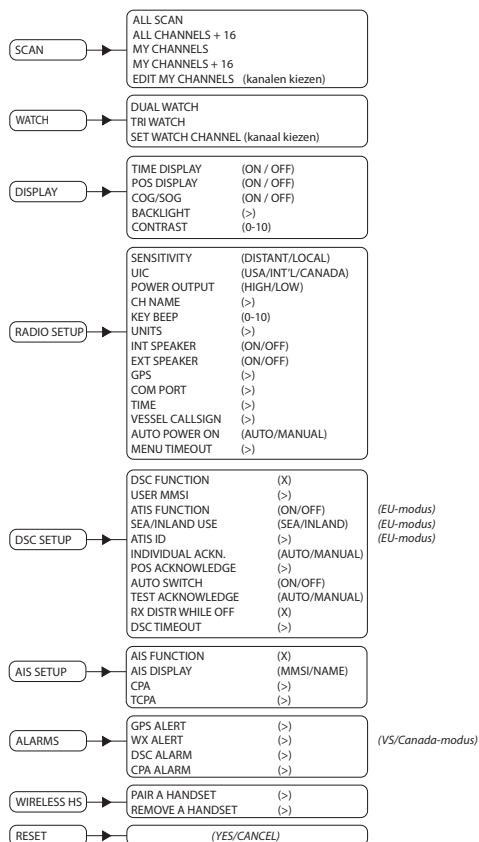 SCAN
ALL SCAN
ALL CHANNELS + 16
MY CHANNELS
MY CHANNELS + 16
EDIT MY CHANNELS (kanalen kiezen)
WATCH
DUAL WATCH
TRI WATCH
SET WATCH CHANNEL (kanaal kiezen)
DISPLAY
TIME DISPLAY (ON / OFF)
POS DISPLAY (ON / OFF)
COG/SOG (ON / OFF)
BACKLIGHT (>)
CONTRAST (0-10)
RADIO SETUP
SENSITIVITY (DISTANT/LOCAL)
UIC (USA/INT'L/CANADA)
POWER OUTPUT (HIGH/LOW)
CH NAME (>)
KEY BEEP (0-10)
UNITS (>)
INT SPEAKER (ON/OFF)
EXT SPEAKER (ON/OFF)
GPS (>)
COM PORT (>)
TIME (>)
VESSEL CALLSIGN (>)
AUTO POWER ON (AUTO/MANUAL)
MENU TIMEOUT (>)
DSC SETUP
DSC FUNCTION (X)
USER MMSI (>)
ATIS FUNCTION (ON/OFF) (EU-modus)
SEA/INLAND USE (SEA/INLAND) (EU-modus)
ATIS ID (>) (EU-modus)
INDIVIDUAL ACKN. (AUTO/MANUAL)
POS ACKNOWLEDGE (>)
AUTO SWITCH (ON/OFF)
TEST ACKNOWLEDGE (AUTO/MANUAL)
RX DISTR WHILE OFF (X)
DSC TIMEOUT (>)
AIS SETUP
AIS FUNCTION (X)
AIS DISPLAY (MMSI/NAME)
CPA (>)
TCPA (>)
ALARMS
GPS ALERT (>)
WX ALERT (>) (VS/Canada-modus)
DSC ALARM (>)
CPA ALARM (>)
WIRELESS HS
PAIR A HANDSET (>)
REMOVE A HANDSET (>)
RESET
(YES/CANCEL)